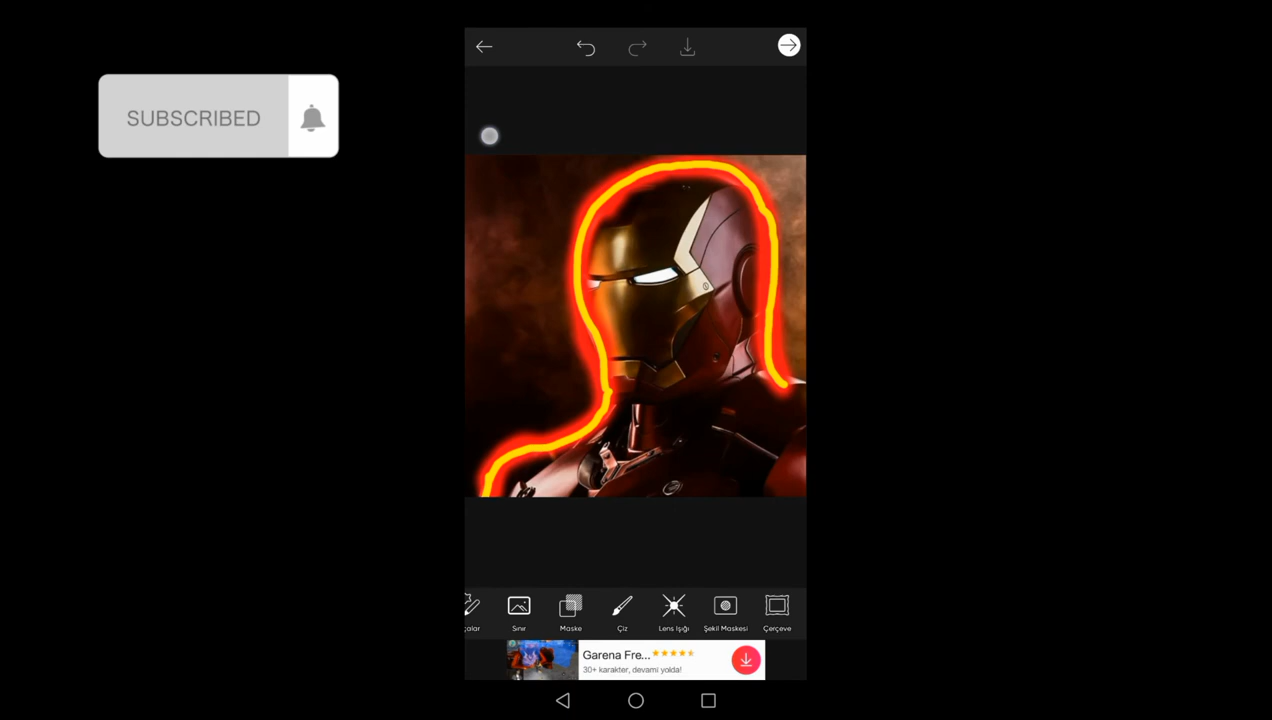 SUBSCRIBED
çalar
Sınır
Maske
Çiz
Lens Işığı
Şekil Maskesi
Çerçeve
Garena Fre...
30+ karakter, devamı yolda!